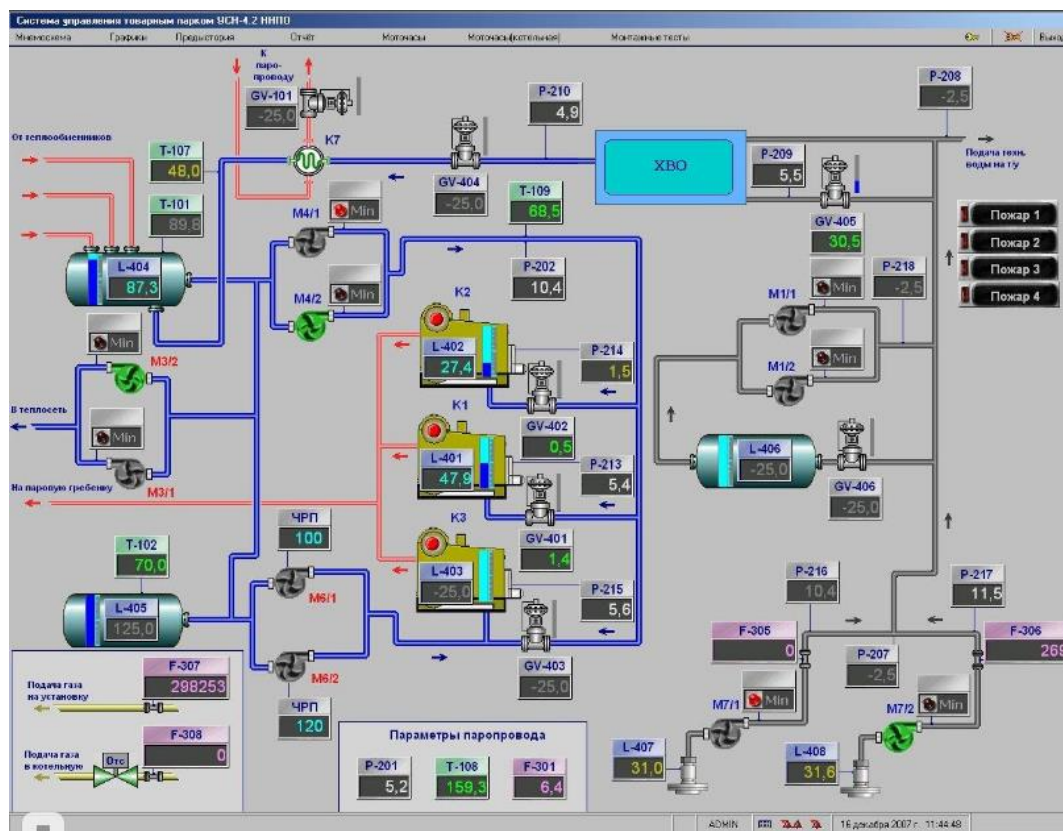 Система управления товарным парком УСН-4.2 ННПО
Мнемосхема Графики Предыстория Отчёт Моточасы Моточасы(котельная) Монтажные тесты Выход
К
паро-
проводу
GV-101
-25,0
K7
От теплообменников
T-107
48,0
T-101
89,8
L-404
87,3
GV-404
-25,0
P-210
4,9
ХВО
P-208
-2,5
Подача техн.
воды на т/у
P-209
5,5
GV-405
30,5
Пожар 1
Пожар 2
Пожар 3
Пожар 4
M4/1
Min
M4/2
Min
T-109
68,5
P-202
10,4
P-218
-2,5
M1/1
Min
M1/2
Min
M3/2
Min
В теплосеть
Min
M3/1
На паровую гребенку
K2
L-402
27,4
P-214
1,5
GV-402
0,5
K1
L-401
47,9
P-213
5,4
GV-401
1,4
K3
L-403
-25,0
P-215
5,6
GV-403
-25,0
L-406
-25,0
GV-406
-25,0
T-102
70,0
L-405
125,0
ЧРП
100
M6/1
M6/2
ЧРП
120
P-216
10,4
P-217
11,5
F-305
0
F-306
269
P-207
-2,5
M7/1
Min
M7/2
Min
L-407
31,0
L-408
31,6
F-307
298253
Подача газа
на установку
F-308
0
Подача газа
в котельную
Отс
Параметры паропровода
P-201
5,2
T-108
159,3
F-301
6,4
ADMIN 16 декабря 2007 г. 11:44:48